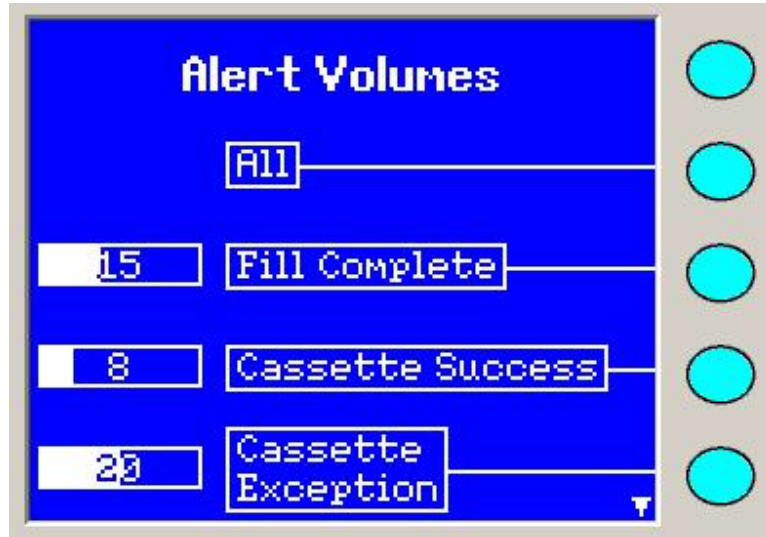 Alert Volumes
All
15 Fill Complete
8 Cassette Success
20 Cassette
Exception